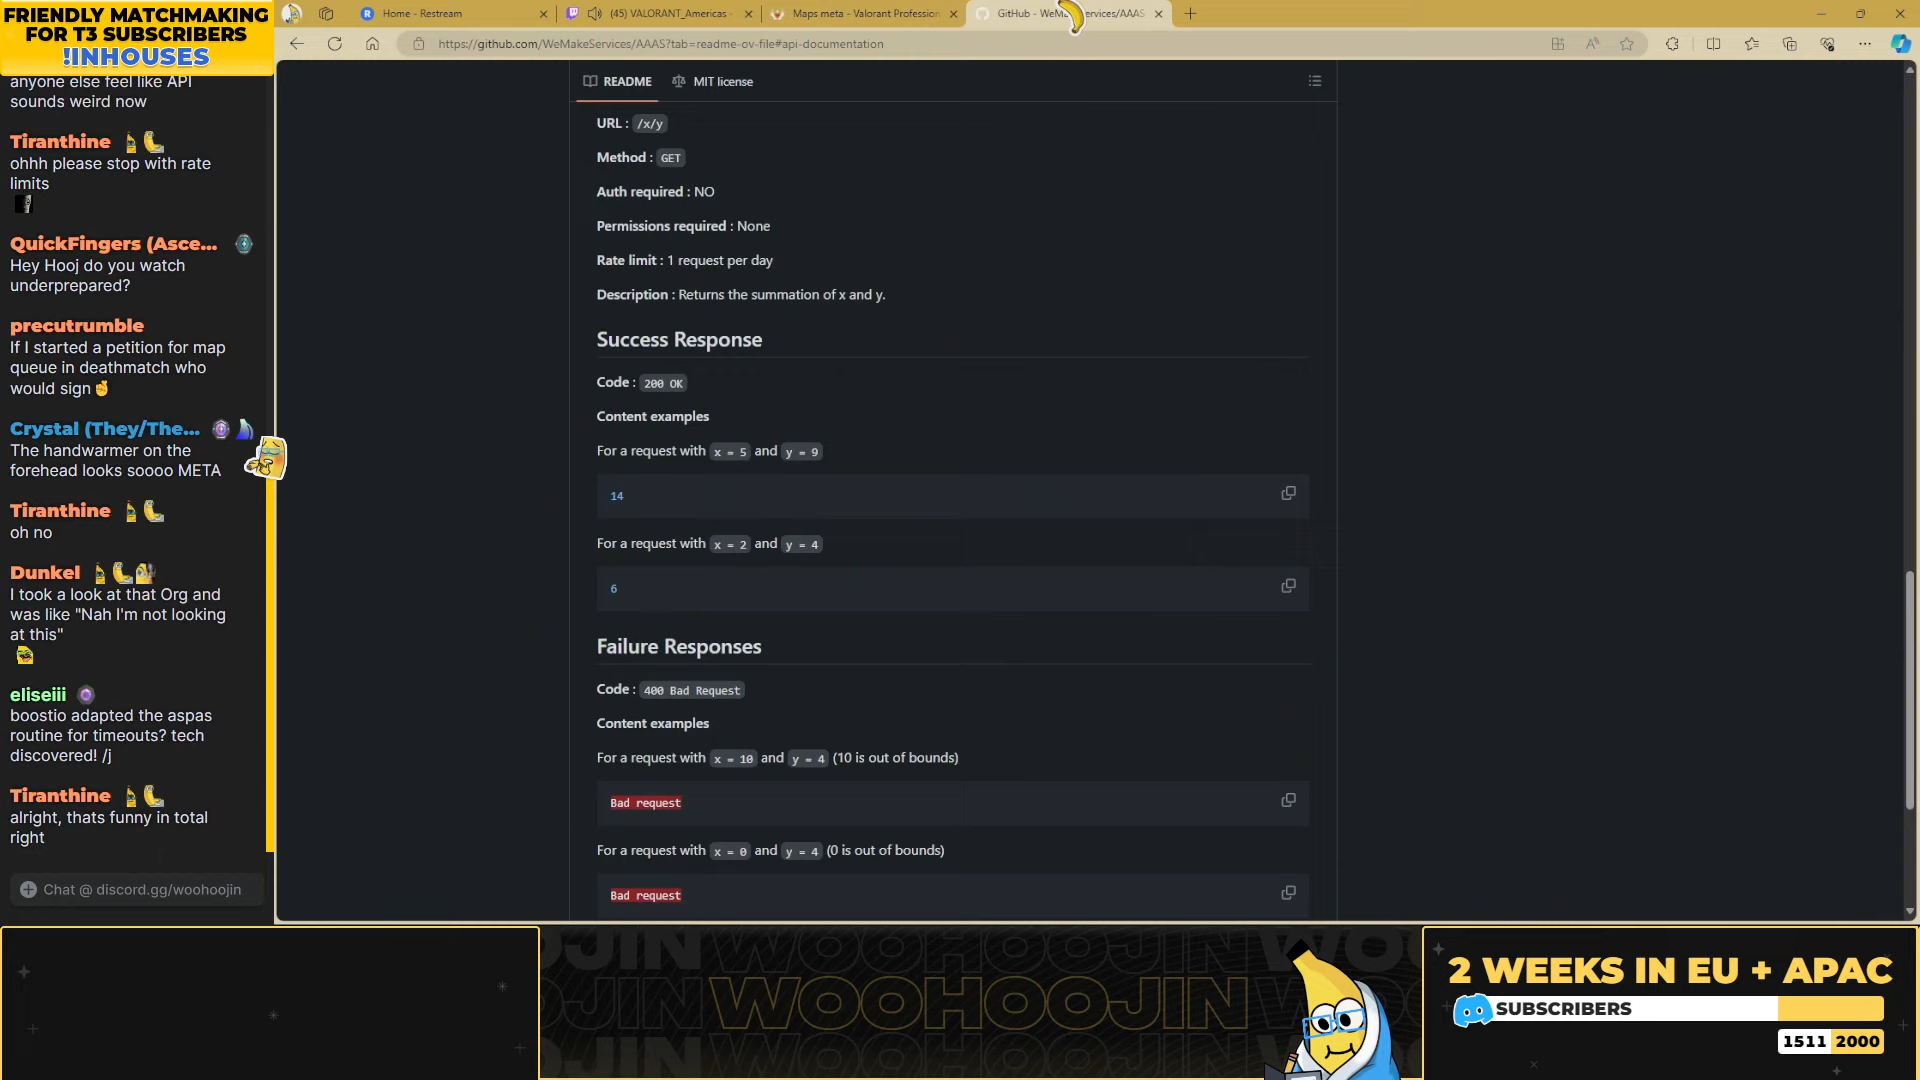 FRIENDLY MATCHMAKING
FOR T3 SUBSCRIBERS
!INHOUSES
anyone else feel like API
sounds weird now
Tiranthine
ohhh please stop with rate
limits
QuickFingers (Asce...
Hey Hooj do you watch
underprepared?
precutrumble
If I started a petition for map
queue in deathmatch who
would sign
Crystal (They/The...
The handwarmer on the
forehead looks soooo META
Tiranthine
oh no
Dunkel
I took a look at that Org and
was like "Nah I'm not looking
at this"
eliseiii
boostio adapted the aspas
routine for timeouts? tech
discovered! /j
Tiranthine
alright, thats funny in total
right
Chat @ discord.gg/woohoojin
Home - Restream
(45) VALORANT_Americas -
Maps meta - Valorant Profession
GitHub - WeMa
ervices/AAAS
https://github.com/WeMakeServices/AAAS?tab=readme-ov-file#api-documentation
README
MIT license
URL : /x/y
Method : GET
Auth required : NO
Permissions required : None
Rate limit : 1 request per day
Description : Returns the summation of x and y.
Success Response
Code : 200 OK
Content examples
For a request with x = 5 and y = 9
14
For a request with x = 2 and y = 4
6
Failure Responses
Code : 400 Bad Request
Content examples
For a request with x = 10 and y = 4 (10 is out of bounds)
Bad request
For a request with x = 0 and y = 4 (0 is out of bounds)
Bad request
OJINWOOHOOJINWOOHOOJINWO
OJINWOOHOOJINWO
2 WEEKS IN EU + APAC
SUBSCRIBERS
1511 2000